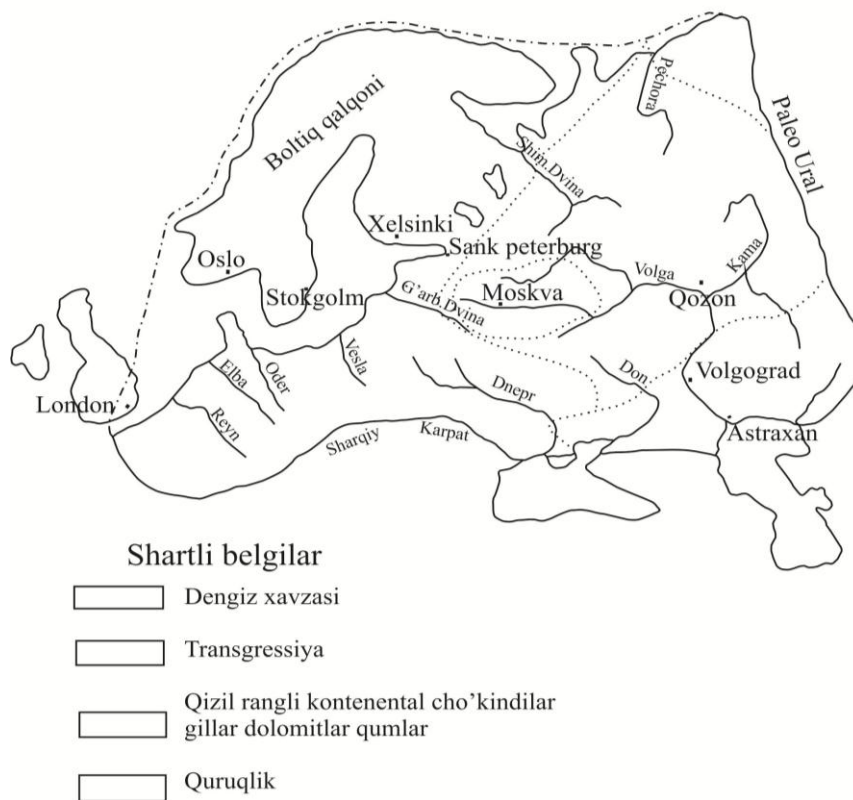 Pechora
Paleo Ural
Boltiq qalqoni
Shim.Dvina
Xelsinki
Sank peterburg
Oslo
Kama
Volga
Stokgolm
G'arb.Dvina
Moskva
Qozon
Vesla
Oder
Elba
Don
Volgograd
Dnepr
London
Reyn
Astraxan
Sharqiy
Karpat
Shartli belgilar
Dengiz xavzasi
Transgressiya
Qizil rangli kontenental cho'kindilar
gillar dolomitlar qumlar
Quruqlik